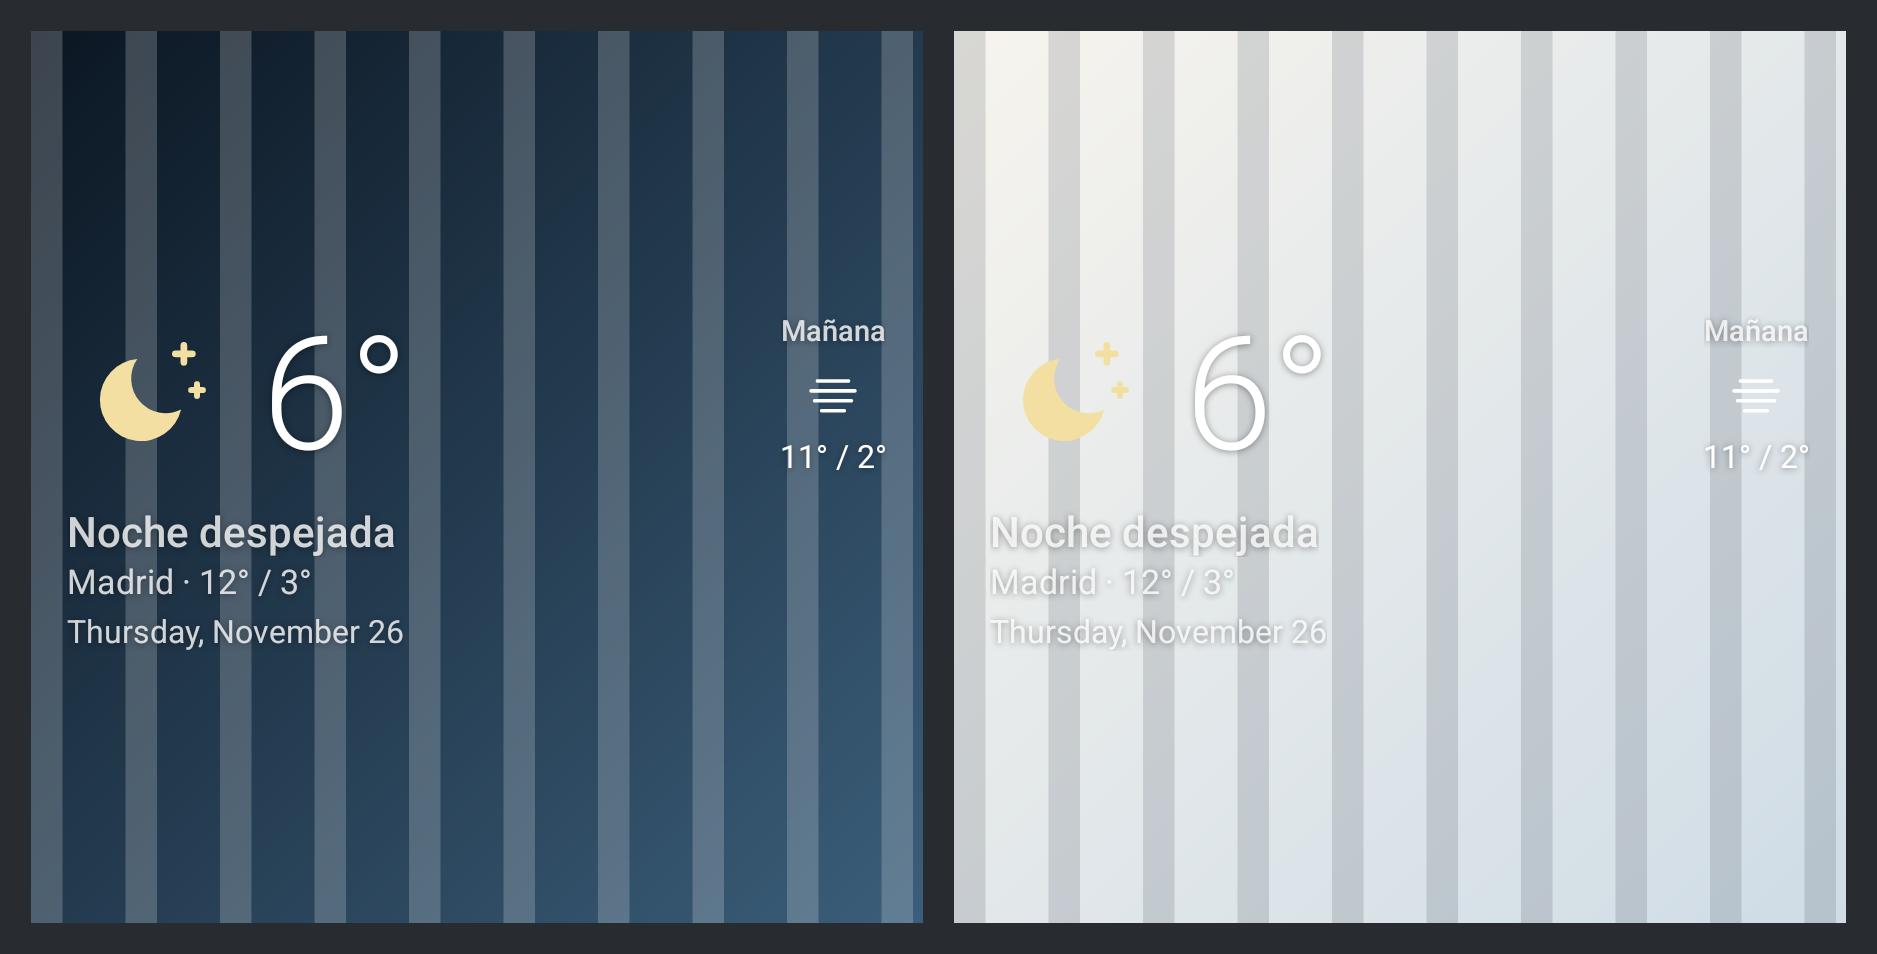 6°
Noche despejada
Madrid · 12° / 3°
Thursday, November 26
Mañana
11° / 2°
6°
Noche despejada
Madrid · 12° / 3°
Thursday, November 26
Mañana
11° / 2°